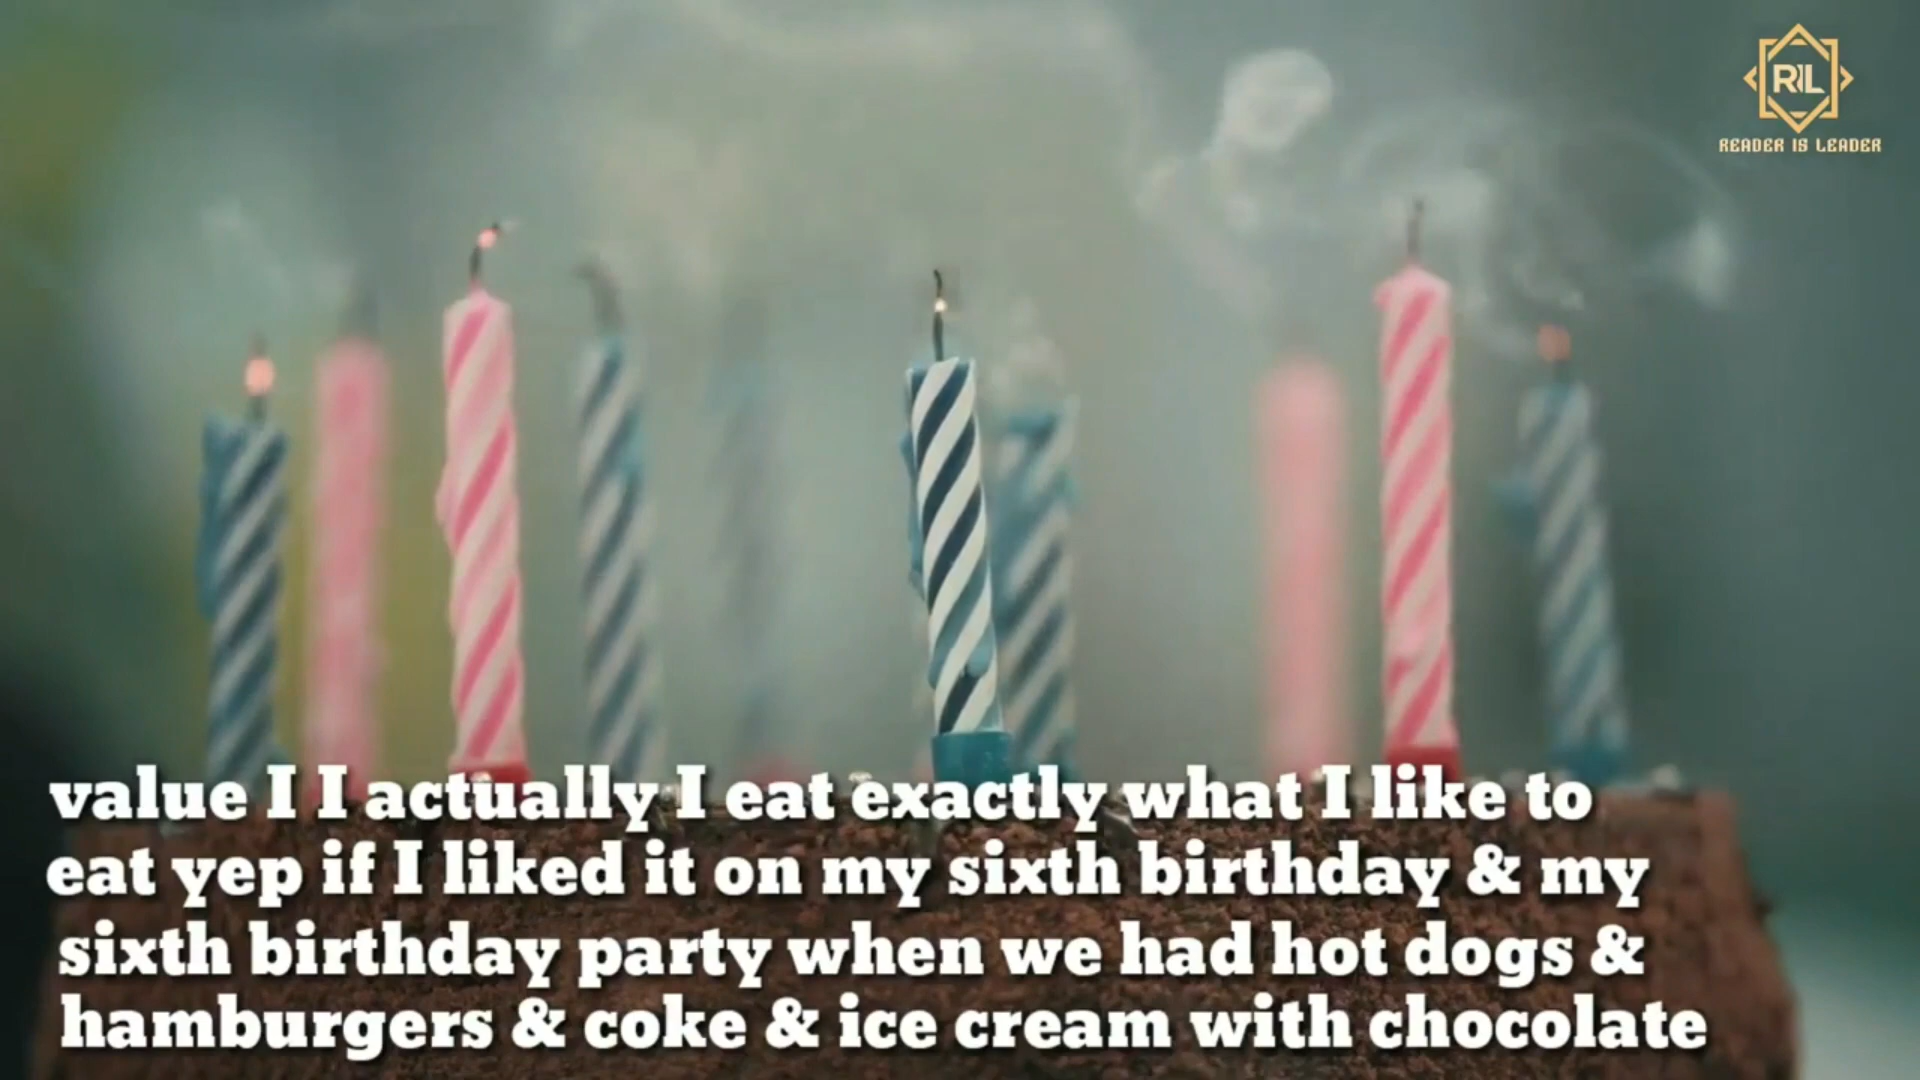 RIL
READER IS LEADER
value I I actually I eat exactly what I like to
eat yep if I liked it on my sixth birthday & my
sixth birthday party when we had hot dogs &
hamburgers & coke & ice cream with chocolate